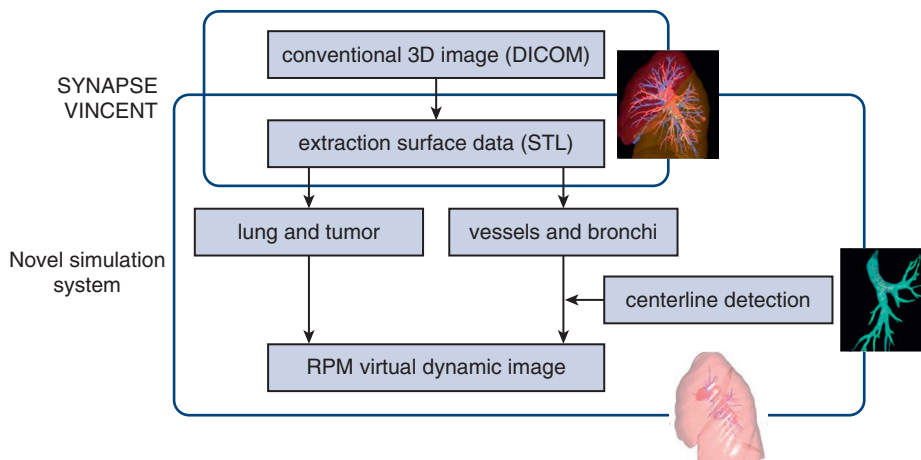 conventional 3D image (DICOM)
SYNAPSE
VINCENT
extraction surface data (STL)
lung and tumor
vessels and bronchi
Novel simulation
system
centerline detection
RPM virtual dynamic image